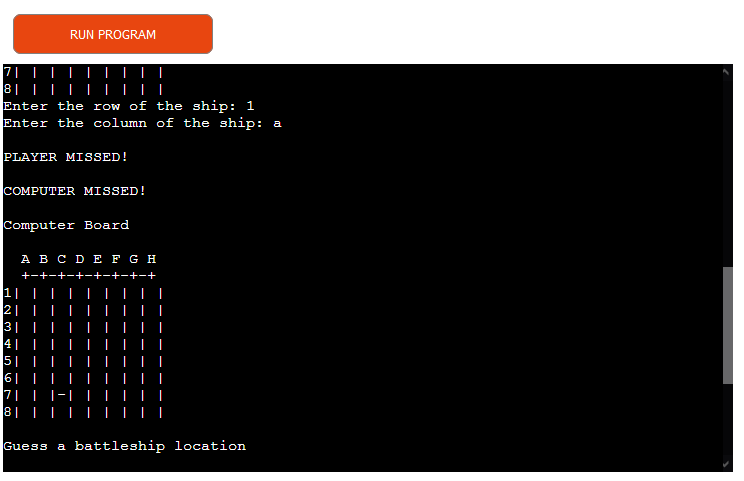 RUN PROGRAM
7| | | | | | | | |
8| | | | | | | | |
Enter the row of the ship: 1
Enter the column of the ship: a
PLAYER MISSED!
COMPUTER MISSED!
Computer Board
  A B C D E F G H
  +-+-+-+-+-+-+-+
1| | | | | | | | |
2| | | | | | | | |
3| | | | | | | | |
4| | | | | | | | |
5| | | | | | | | |
6| | | | | | | | |
7| | |-| | | | | |
8| | | | | | | | |
Guess a battleship location